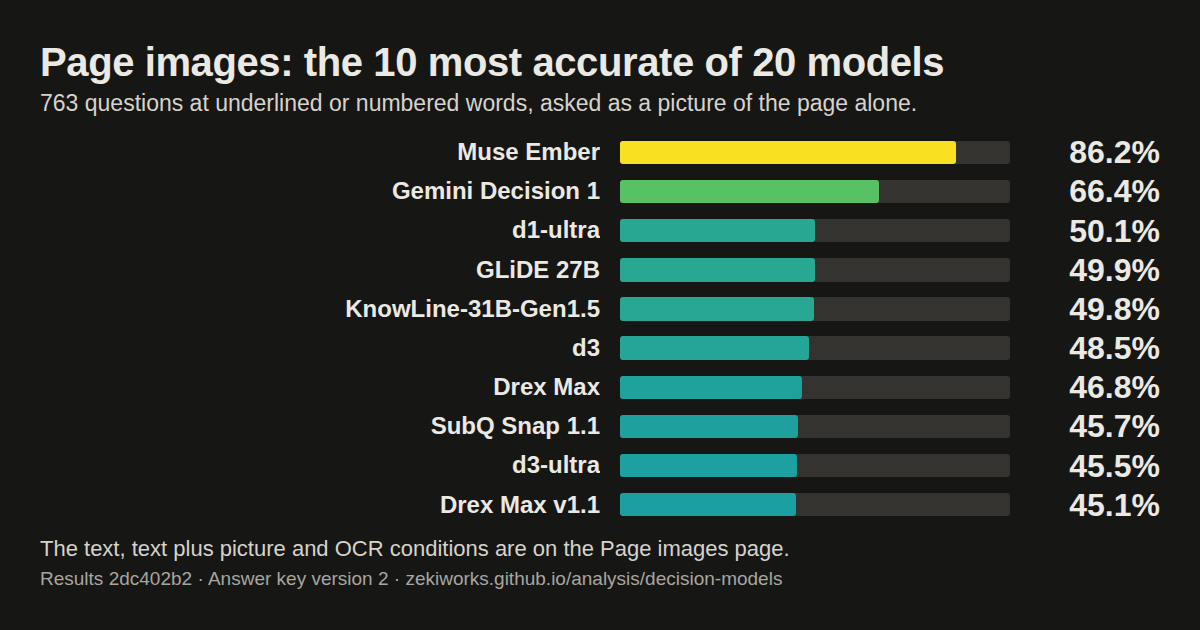 Page images: the 10 most accurate of 20 models
763 questions at underlined or numbered words, asked as a picture of the page alone.
Muse Ember 86.2%
Gemini Decision 1 66.4%
d1-ultra 50.1%
GLiDE 27B 49.9%
KnowLine-31B-Gen1.5 49.8%
d3 48.5%
Drex Max 46.8%
SubQ Snap 1.1 45.7%
d3-ultra 45.5%
Drex Max v1.1 45.1%
The text, text plus picture and OCR conditions are on the Page images page.
Results 2dc402b2 · Answer key version 2 · zekiworks.github.io/analysis/decision-models